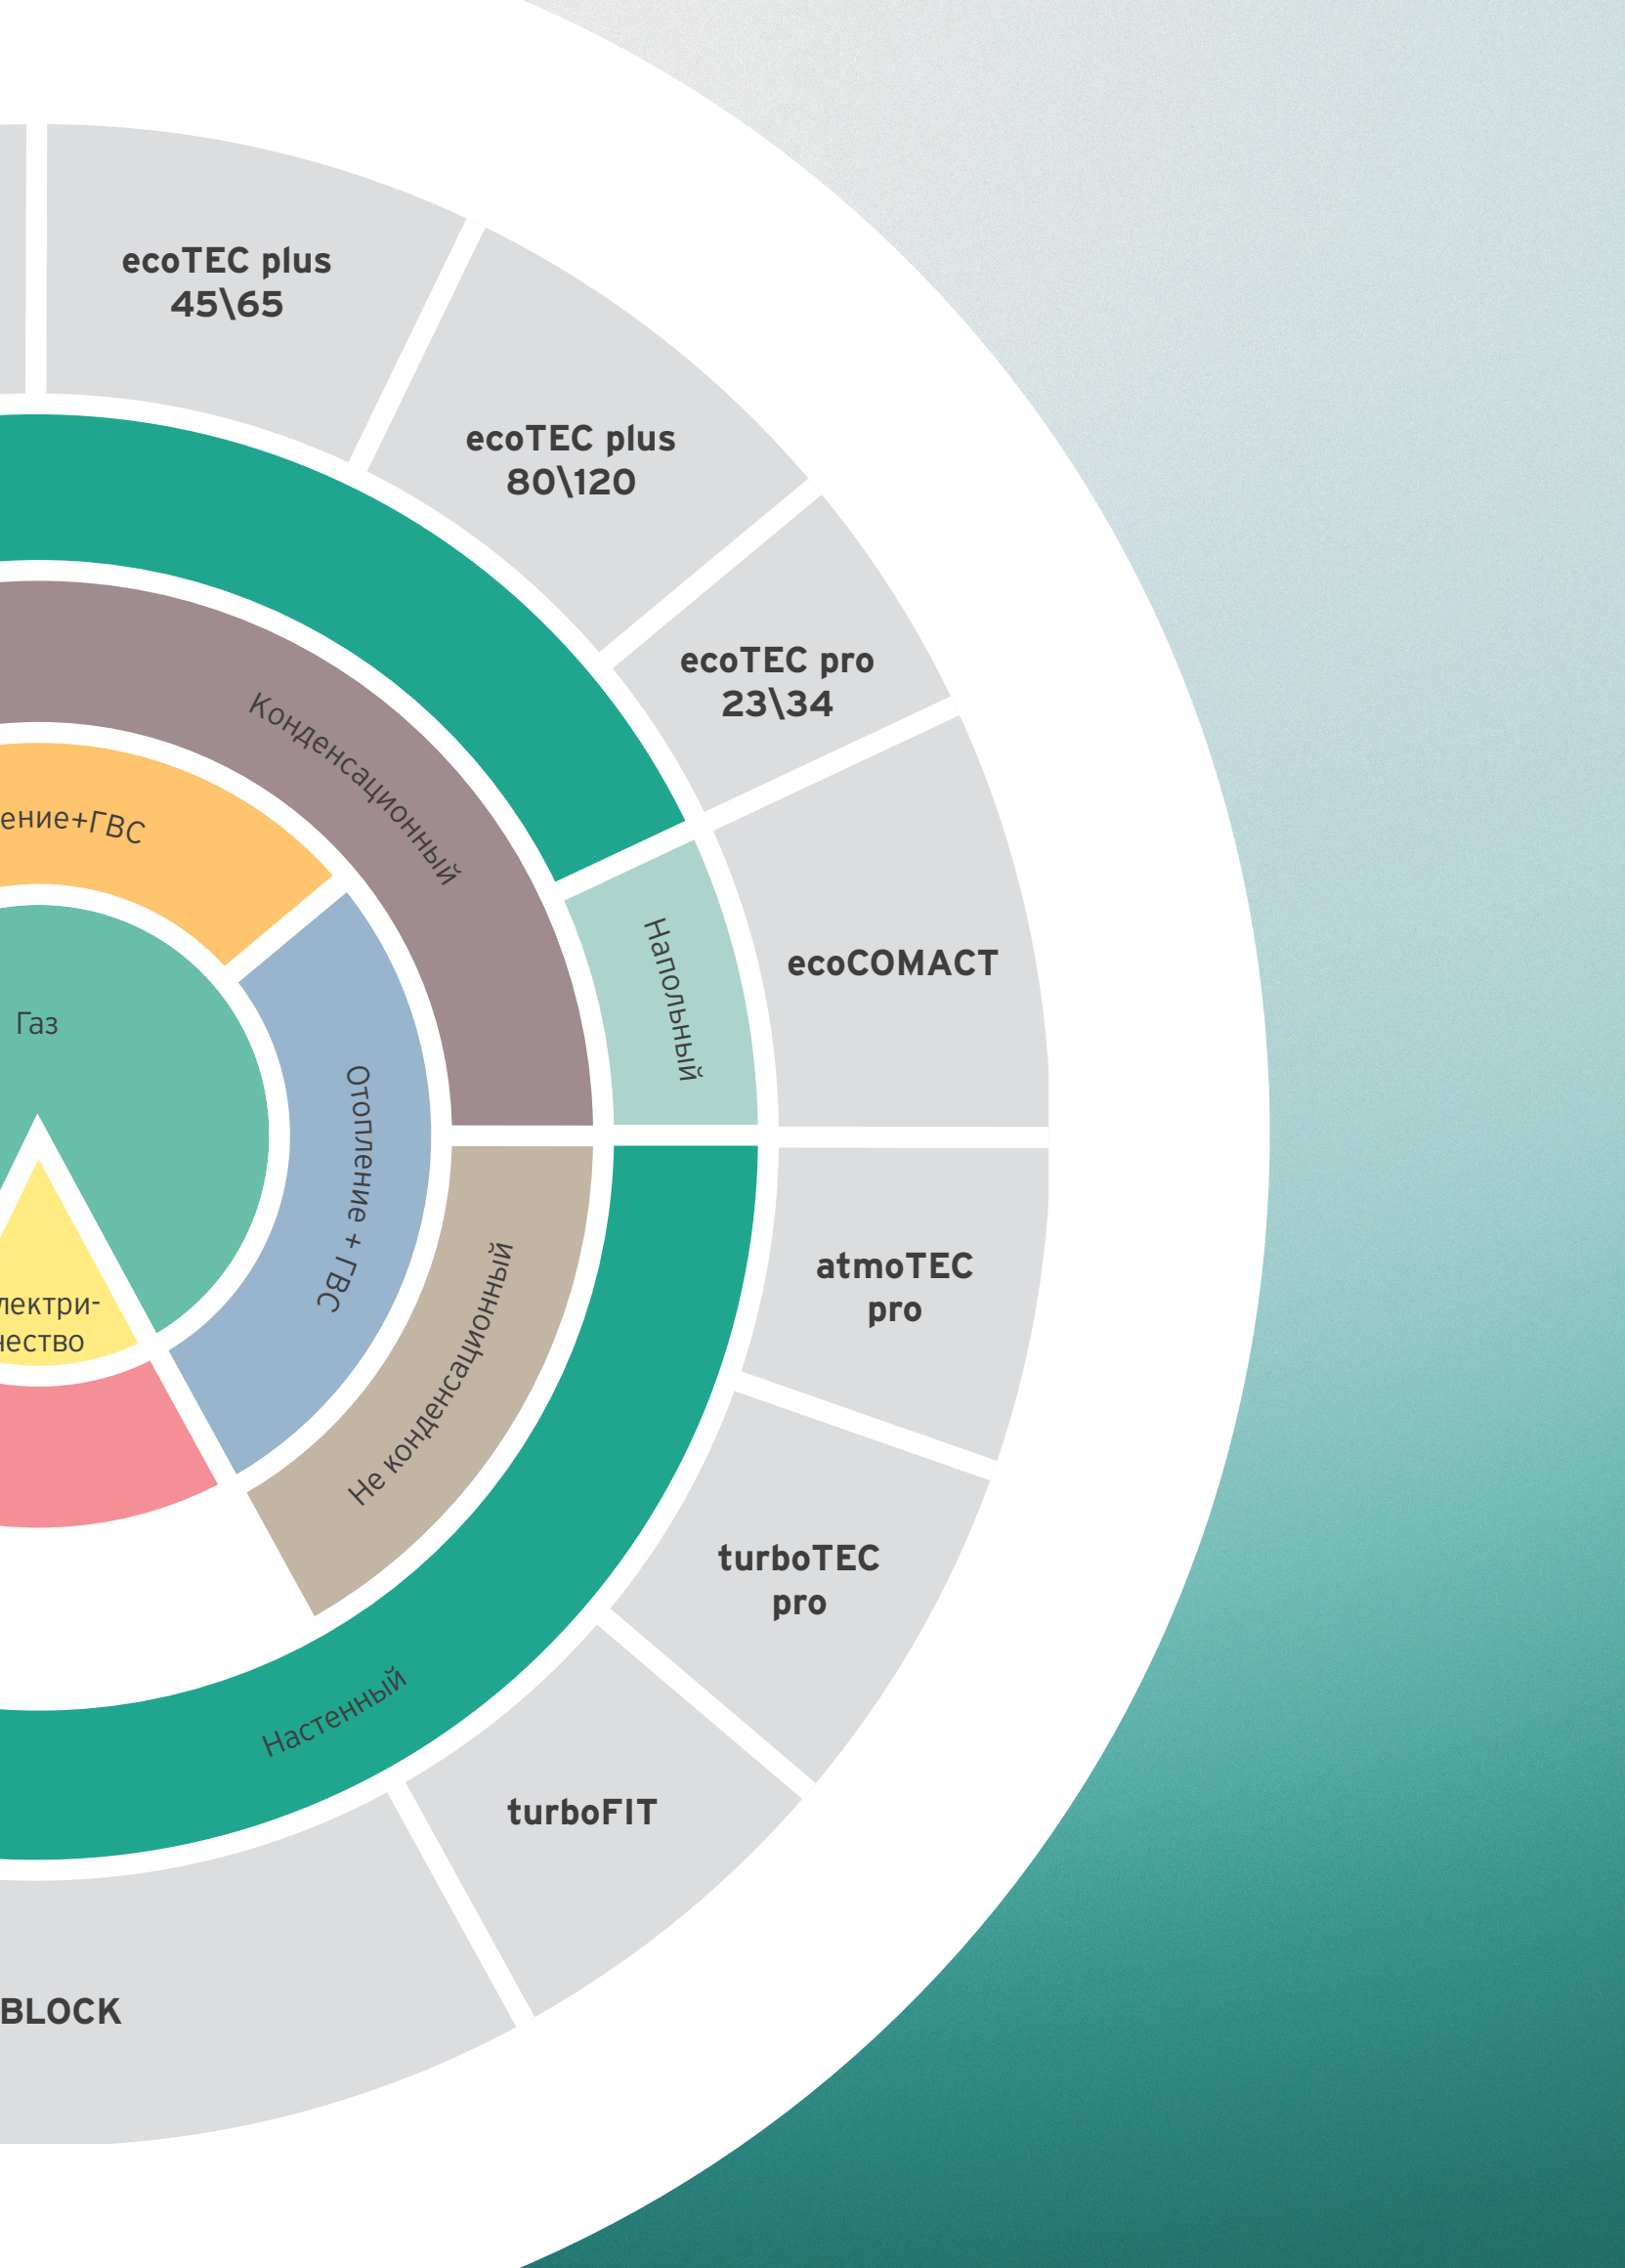 ecoTEC plus
45\65
ecoTEC plus
80\120
ecoTEC pro
23\34
Конденсационный
ение+ГВС
Напольный
ecoCOMACT
Газ
Отопление + ГВС
Не конденсационный
atmoTEC
pro
лектри-
чество
turboTEC
pro
Настенный
turboFIT
BLOCK